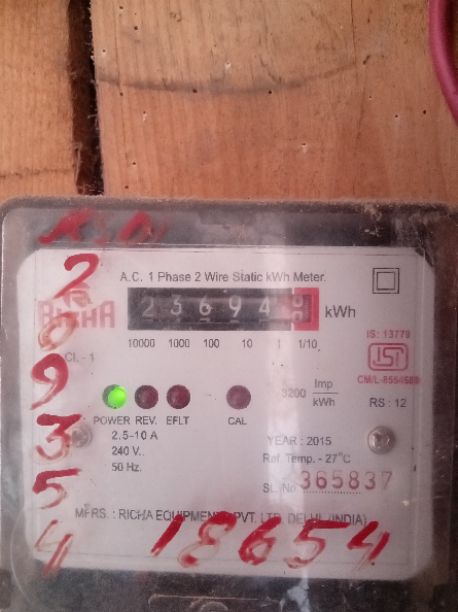 2
A.C. 1 Phase 2 Wire Static kWh Meter.
RICHA
0
23694 kWh
10000 1000 100 10 1 1/10
IS: 13779
ISI
CM/L-8554589
Cl. - 1
9
3200 Imp/kWh
RS : 12
POWER REV. EFLT CAL
3
2.5-10 A
240 V..
50 Hz.
YEAR : 2015
Ref. Temp. - 27°C
5
SL. No. 365837
MFRS. : RICHA EQUIPMENTS PVT. LTD. DELHI (INDIA)
4
18654